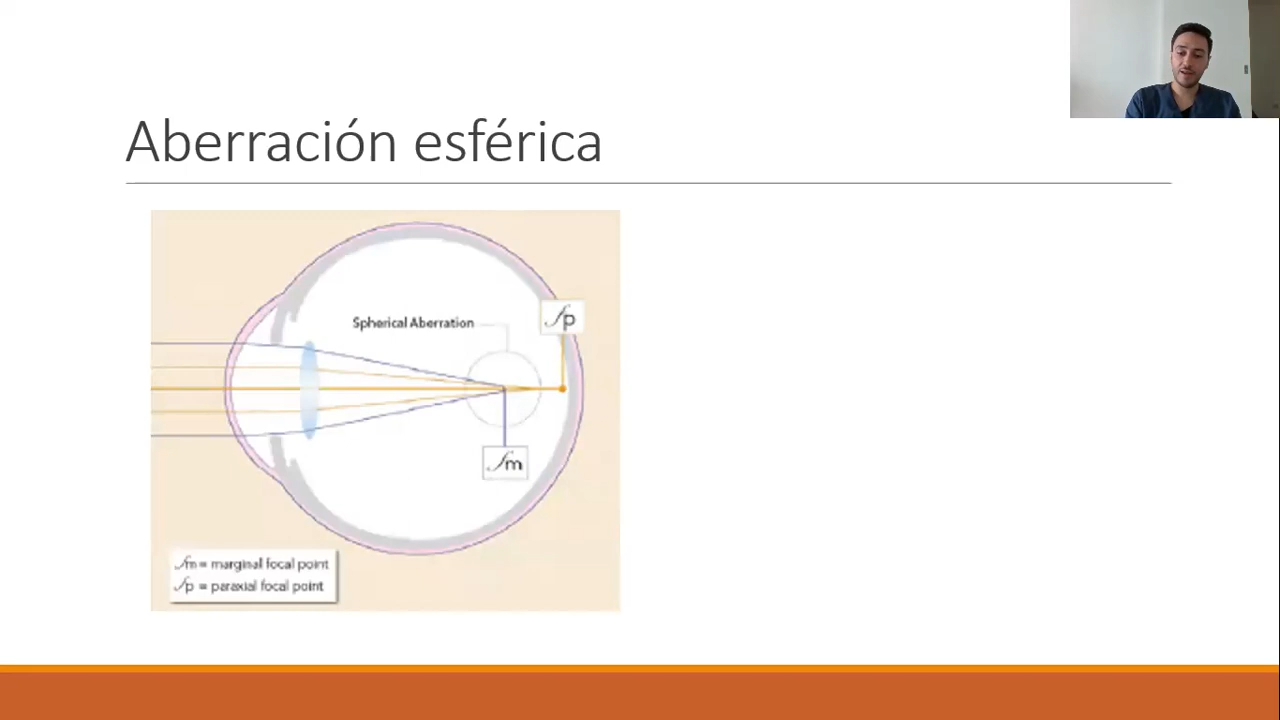 Aberración esférica
Spherical Aberration
ƒp
ƒm
ƒm = marginal focal point
ƒp = paraxial focal point